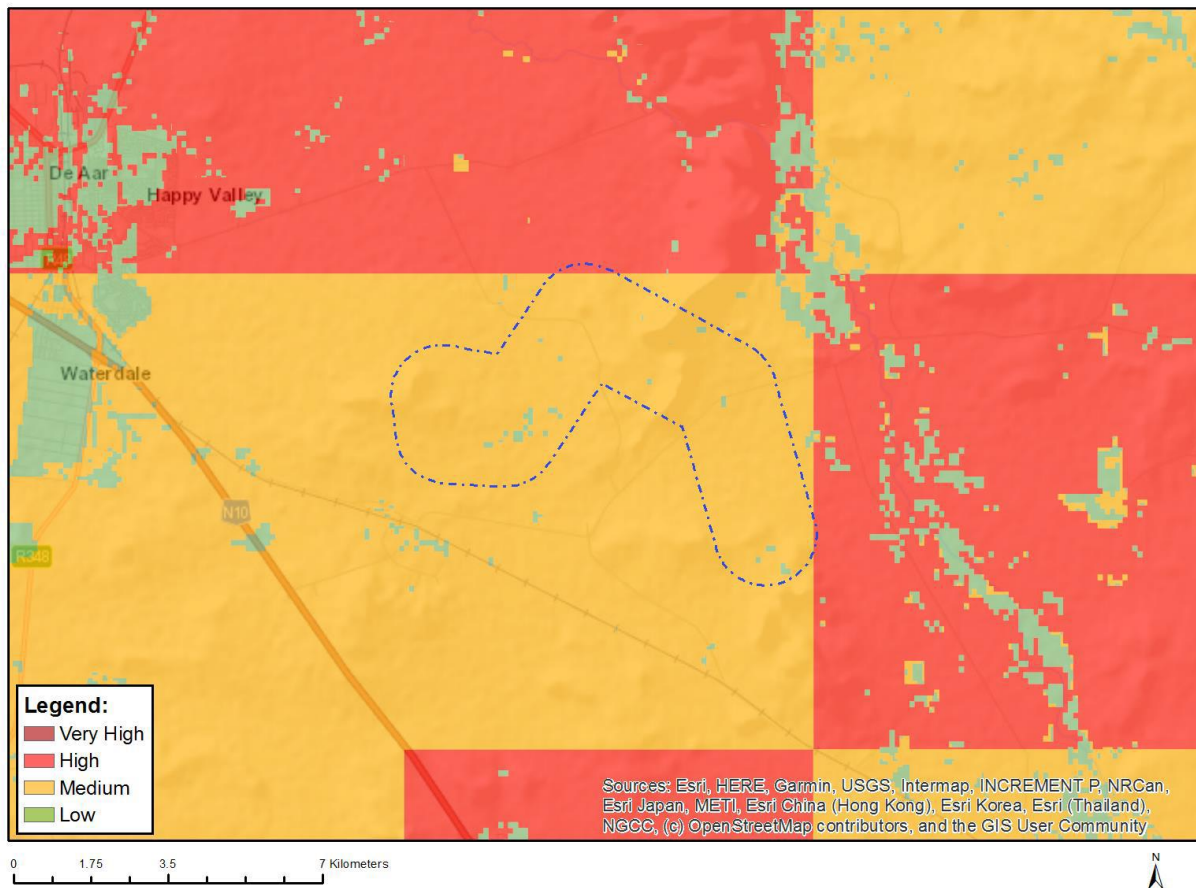 De Aar
Happy Valley
Waterdale
N10
R348
Legend:
Very High
High
Medium
Low
Sources: Esri, HERE, Garmin, USGS, Intermap, INCREMENT P, NRCan,
Esri Japan, METI, Esri China (Hong Kong), Esri Korea, Esri (Thailand),
NGCC, (c) OpenStreetMap contributors, and the GIS User Community
0 1.75 3.5 7 Kilometers
N